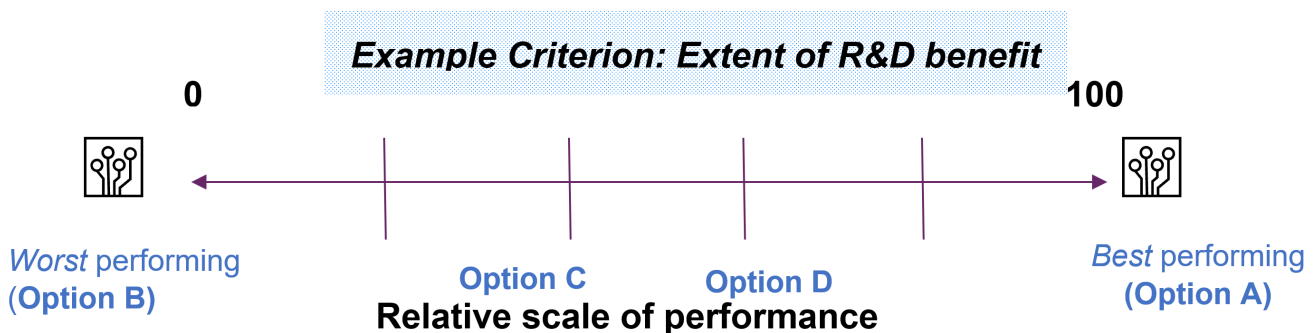 Example Criterion: Extent of R&D benefit
0
100
Worst performing
(Option B)
Option C
Option D
Best performing
(Option A)
Relative scale of performance